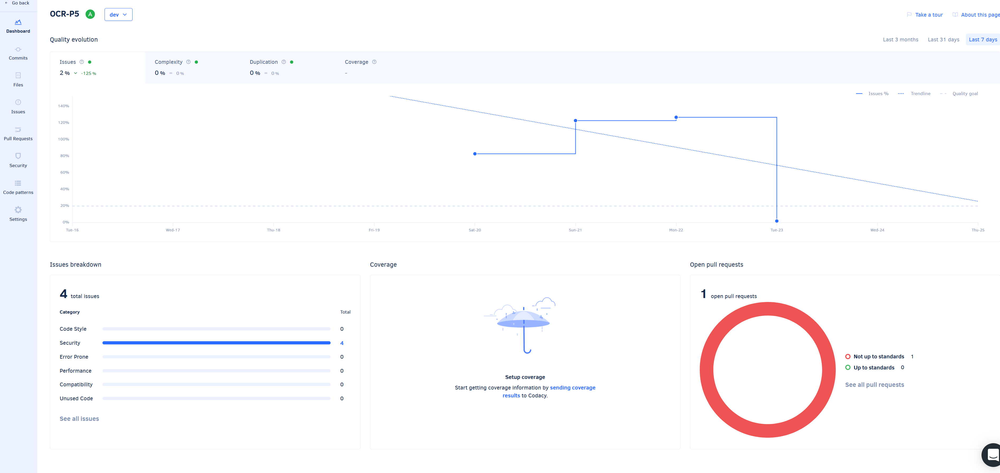 Go back
Dashboard
Commits
Files
Issues
Pull Requests
Security
Code patterns
Settings
OCR-P5 A dev
Take a tour About this page
Quality evolution
Last 3 months Last 31 days Last 7 days
Issues Complexity Duplication Coverage
2 % -125 % 0 % = 0 % 0 % = 0 % -
Issues % Trendline Quality goal
140%
120%
100%
80%
60%
40%
20%
0%
Tue-16 Wed-17 Thu-18 Fri-19 Sat-20 Sun-21 Mon-22 Tue-23 Wed-24 Thu-25
Issues breakdown
4 total issues
Category Total
Code Style 0
Security 4
Error Prone 0
Performance 0
Compatibility 0
Unused Code 0
See all issues
Coverage
Setup coverage
Start getting coverage information by sending coverage
results to Codacy.
Open pull requests
1 open pull requests
Not up to standards 1
Up to standards 0
See all pull requests